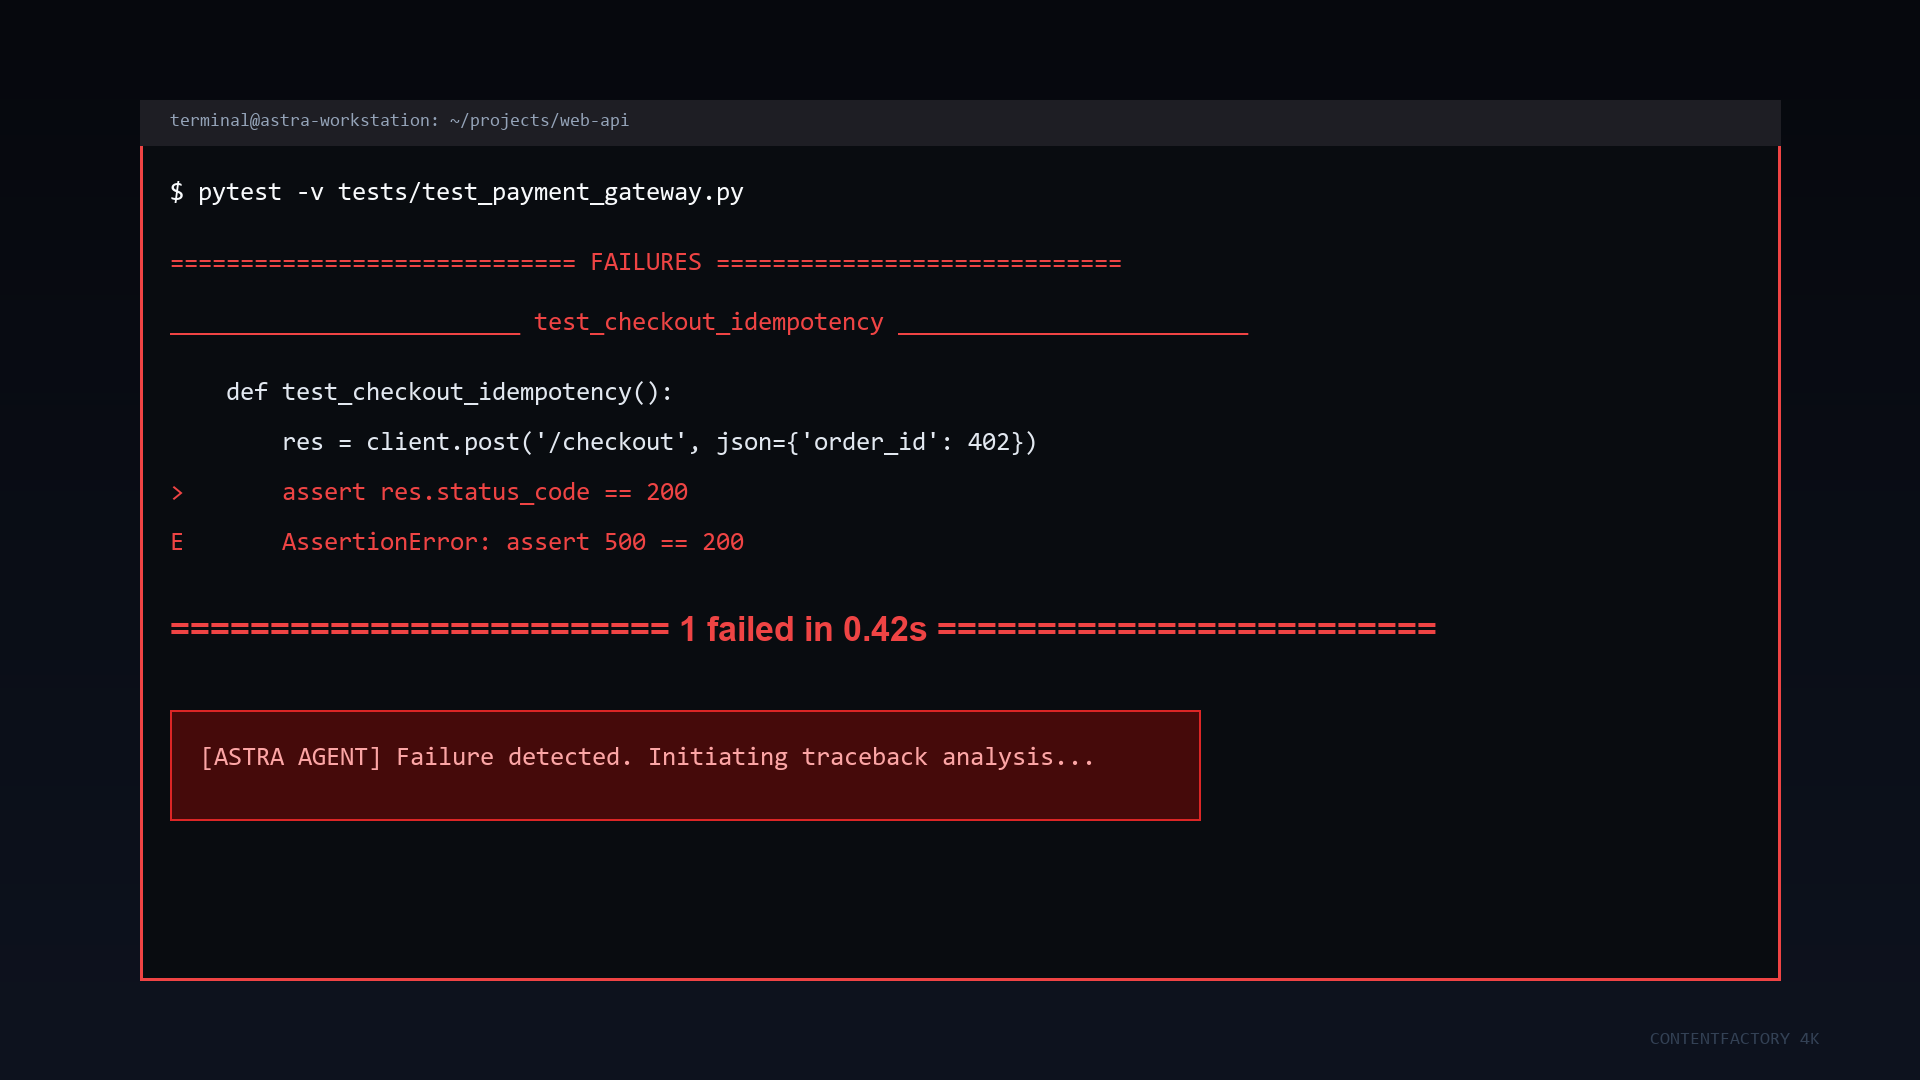 terminal@astra-workstation: ~/projects/web-api
$ pytest -v tests/test_payment_gateway.py
============================= FAILURES =============================
_________________________ test_checkout_idempotency _________________________
    def test_checkout_idempotency():
        res = client.post('/checkout', json={'order_id': 402})
>       assert res.status_code == 200
E       AssertionError: assert 500 == 200
========================= 1 failed in 0.42s =========================
[ASTRA AGENT] Failure detected. Initiating traceback analysis...
CONTENTFACTORY 4K